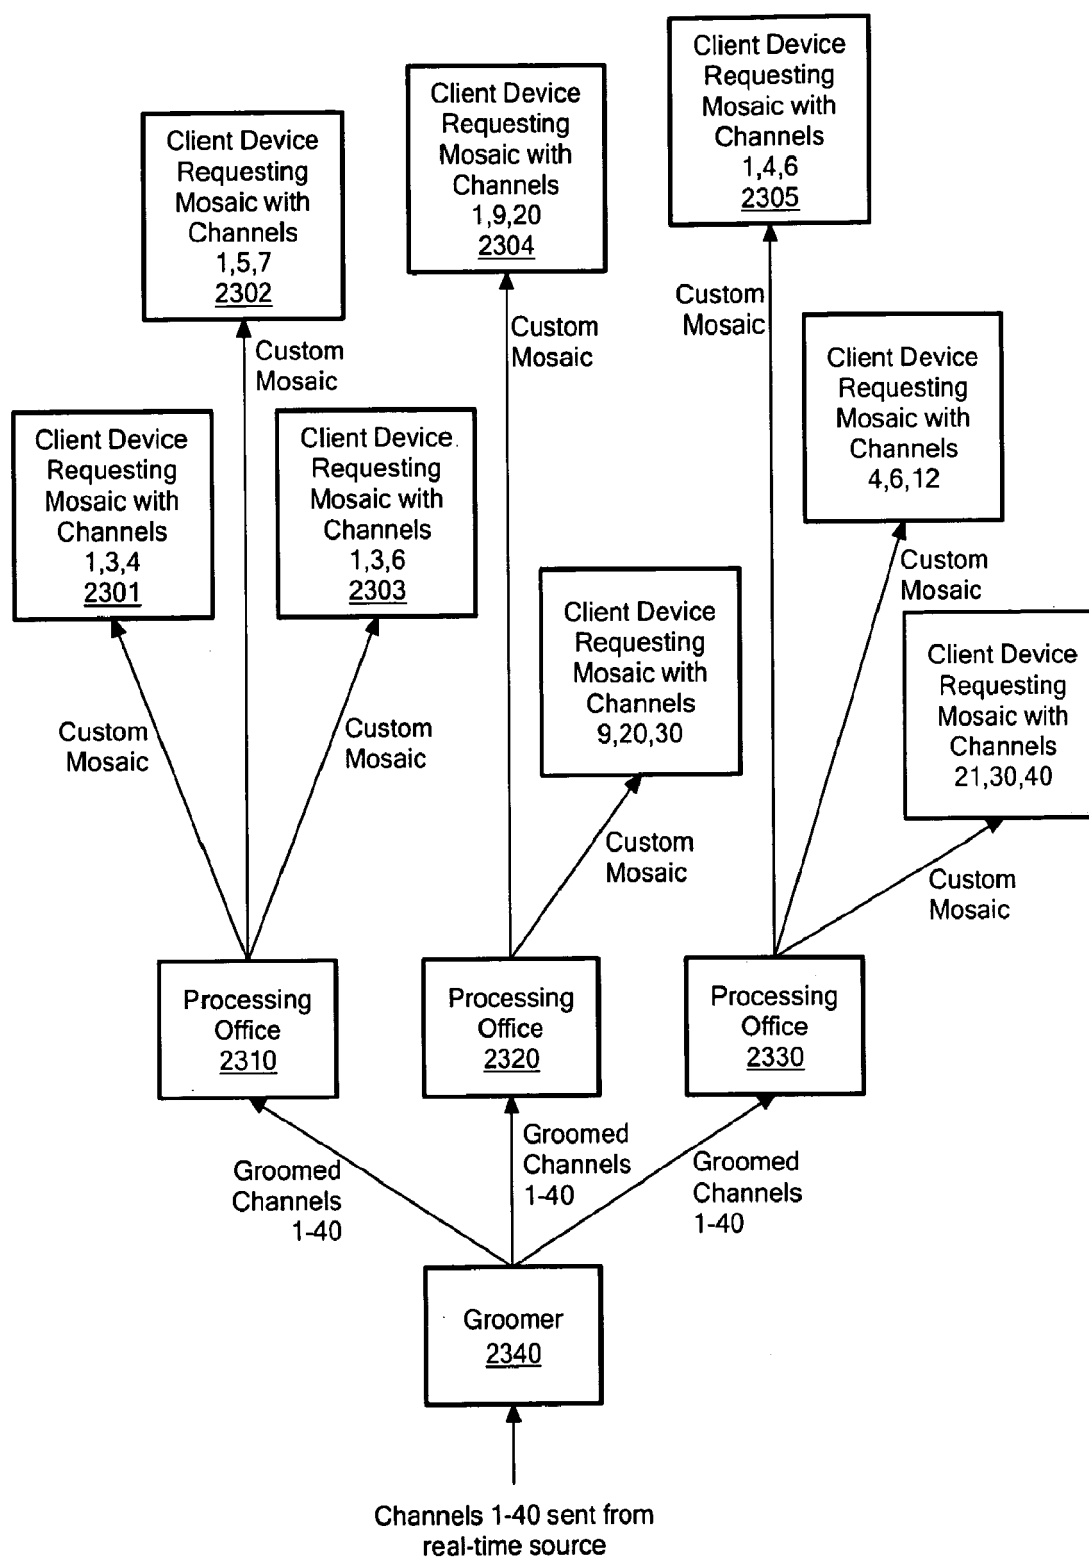 Client Device
Requesting
Mosaic with
Channels
1,4,6
2305
Client Device
Requesting
Mosaic with
Channels
1,9,20
2304
Client Device
Requesting
Mosaic with
Channels
1,5,7
2302
Custom
Mosaic
Custom
Mosaic
Custom
Mosaic
Client Device
Requesting
Mosaic with
Channels
4,6,12
Client Device
Requesting
Mosaic with
Channels
1,3,4
2301
Client Device
Requesting
Mosaic with
Channels
1,3,6
2303
Custom
Mosaic
Client Device
Requesting
Mosaic with
Channels
9,20,30
Client Device
Requesting
Mosaic with
Channels
21,30,40
Custom
Mosaic
Custom
Mosaic
Custom
Mosaic
Custom
Mosaic
Processing
Office
2310
Processing
Office
2320
Processing
Office
2330
Groomed
Channels
1-40
Groomed
Channels
1-40
Groomed
Channels
1-40
Groomer
2340
Channels 1-40 sent from
real-time source